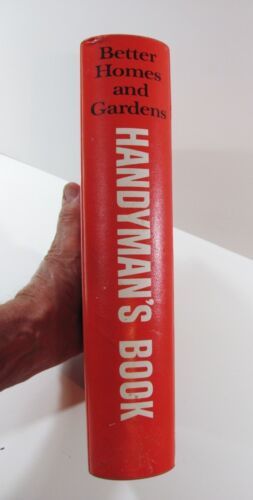 Better
Homes
and
Gardens
HANDYMAN'S BOOK